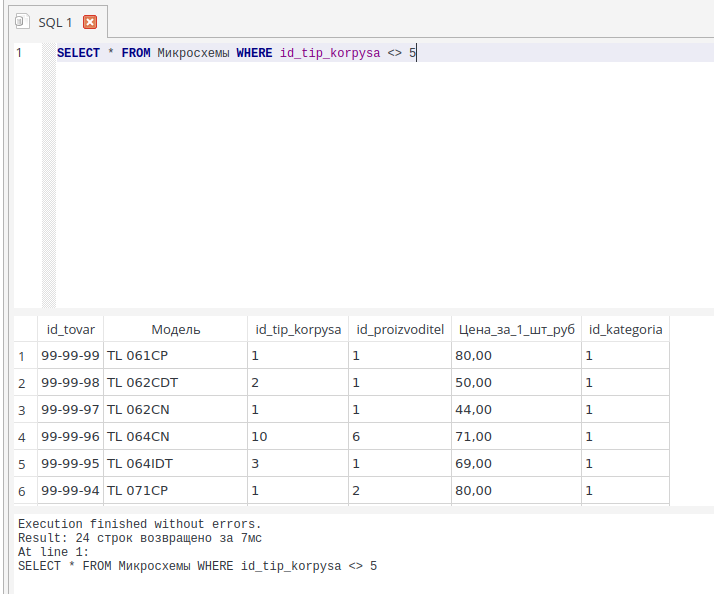 SQL 1
1 SELECT * FROM Микросхемы WHERE id_tip_korpysa <> 5
id_tovar Модель id_tip_korpysa id_proizvoditel Цена_за_1_шт_руб id_kategoria
1 99-99-99 TL 061CP 1 1 80,00 1
2 99-99-98 TL 062CDT 2 1 50,00 1
3 99-99-97 TL 062CN 1 1 44,00 1
4 99-99-96 TL 064CN 10 6 71,00 1
5 99-99-95 TL 064IDT 3 1 69,00 1
6 99-99-94 TL 071CP 1 2 80,00 1
Execution finished without errors.
Result: 24 строк возвращено за 7мс
At line 1:
SELECT * FROM Микросхемы WHERE id_tip_korpysa <> 5